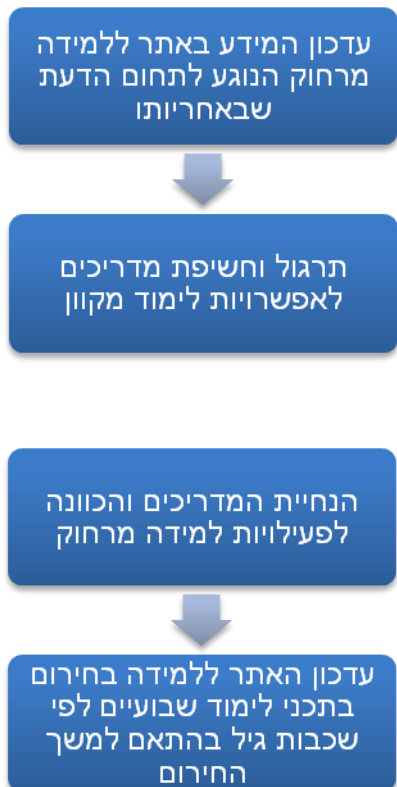 עדכון המידע באתר ללמידה
מרחוק הנוגע לתחום הדעת
שבאחריותו
תרגול וחשיפת מדריכים
לאפשרויות לימוד מקוון
הנחיית המדריכים והכוונה
לפעילויות למידה מרחוק
עדכון האתר ללמידה בחירום
בתכני לימוד שבועיים לפי
שכבות גיל בהתאם למשך
החירום